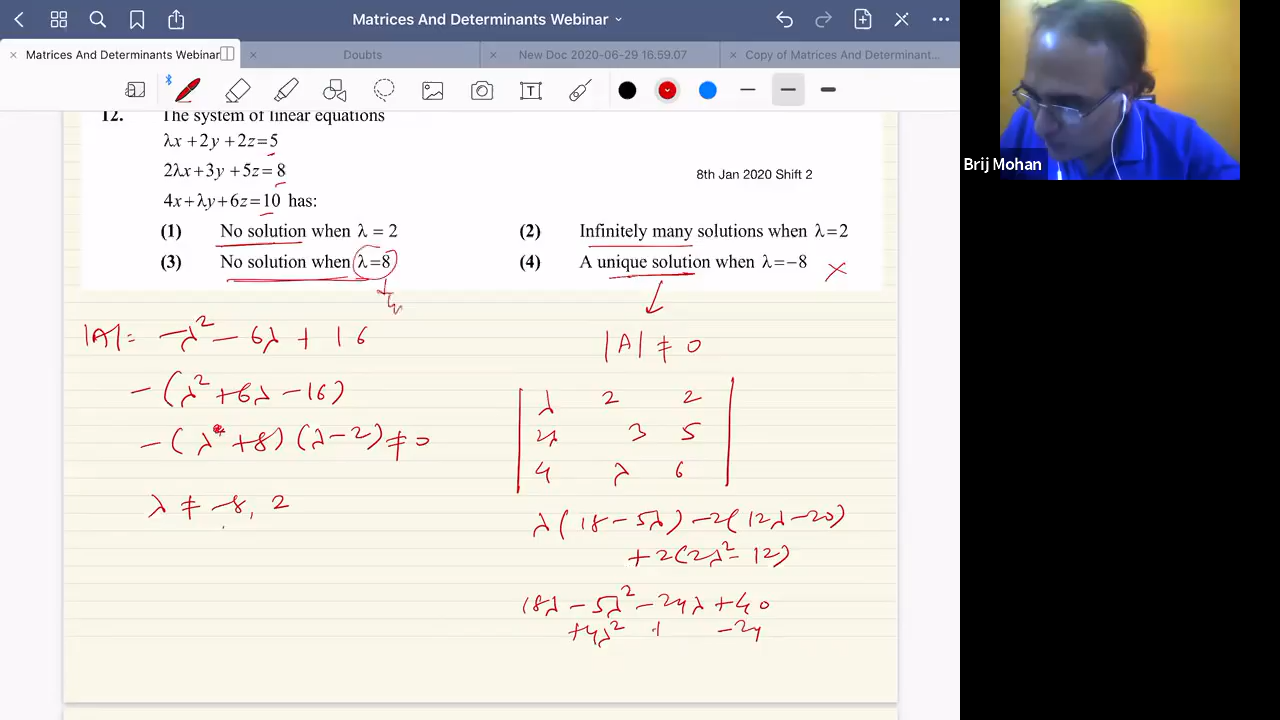 Matrices And Determinants Webinar
Matrices And Determinants Webinar
Doubts
New Doc 2020-06-29 16.59.07
Copy of Matrices And Determinant...
12. The system of linear equations
λx + 2y + 2z = 5
2λx + 3y + 5z = 8
8th Jan 2020 Shift 2
4x + λy + 6z = 10 has:
(1) No solution when λ = 2
(2) Infinitely many solutions when λ = 2
(3) No solution when λ = 8
(4) A unique solution when λ = −8 ×
|A| = −λ² − 6λ + 16
−(λ² + 6λ − 16)
−(λ + 8)(λ − 2) ≠ 0
λ ≠ −8, 2
|A| ≠ 0
λ 2 2
2λ 3 5
4 λ 6
λ(18 − 5λ) − 2(12λ − 20)
+ 2(2λ² − 12)
18λ − 5λ² − 24λ + 40
+4λ² − 24
Brij Mohan